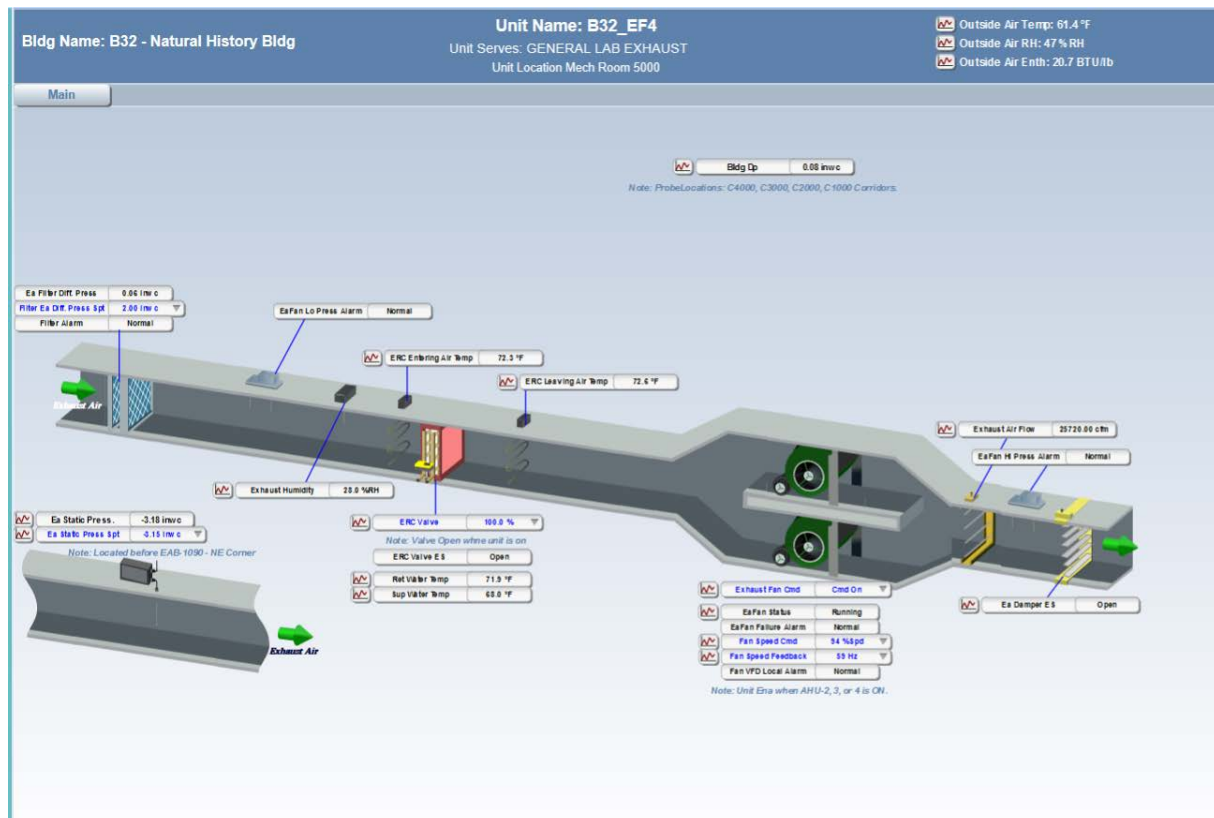 Bldg Name: B32 - Natural History Bldg
Unit Name: B32_EF4
Unit Serves: GENERAL LAB EXHAUST
Unit Location Mech Room 5000
Outside Air Temp: 61.4 °F
Outside Air RH: 47% RH
Outside Air Enth: 20.7 BTU/lb
Main
Bldg Dp 0.08 inwc
Note: ProbeLocations: C4000, C3000, C2000, C1000 Corridors.
Ea Filter Diff. Press 0.06 inwc
Filter Ea Diff. Press Spt 2.00 inwc
Filter Alarm Normal
EaFan Lo Press Alarm Normal
ERC Entering Air Temp 72.3 °F
ERC Leaving Air Temp 72.6 °F
Exhaust Air
Exhaust Air Flow 25720.00 cfm
EaFan Hi Press Alarm Normal
Exhaust Humidity 28.0 %RH
Ea Static Press. -3.18 inwc
Ea Static Press Spt -3.15 inwc
Note: Located before EAB-1090 - NE Corner
ERC Valve 100.0 %
Note: Valve Open whne unit is on
ERC Valve ES Open
Ret Water Temp 71.9 °F
Sup Water Temp 68.0 °F
Exhaust Air
Exhaust Fan Cmd Cmd On
EaFan Status Running
EaFan Failure Alarm Normal
Fan Speed Cmd 94 %Spd
Fan Speed Feedback 59 Hz
Fan VFD Local Alarm Normal
Note: Unit Ena when AHU-2, 3, or 4 is ON.
Ea Damper ES Open